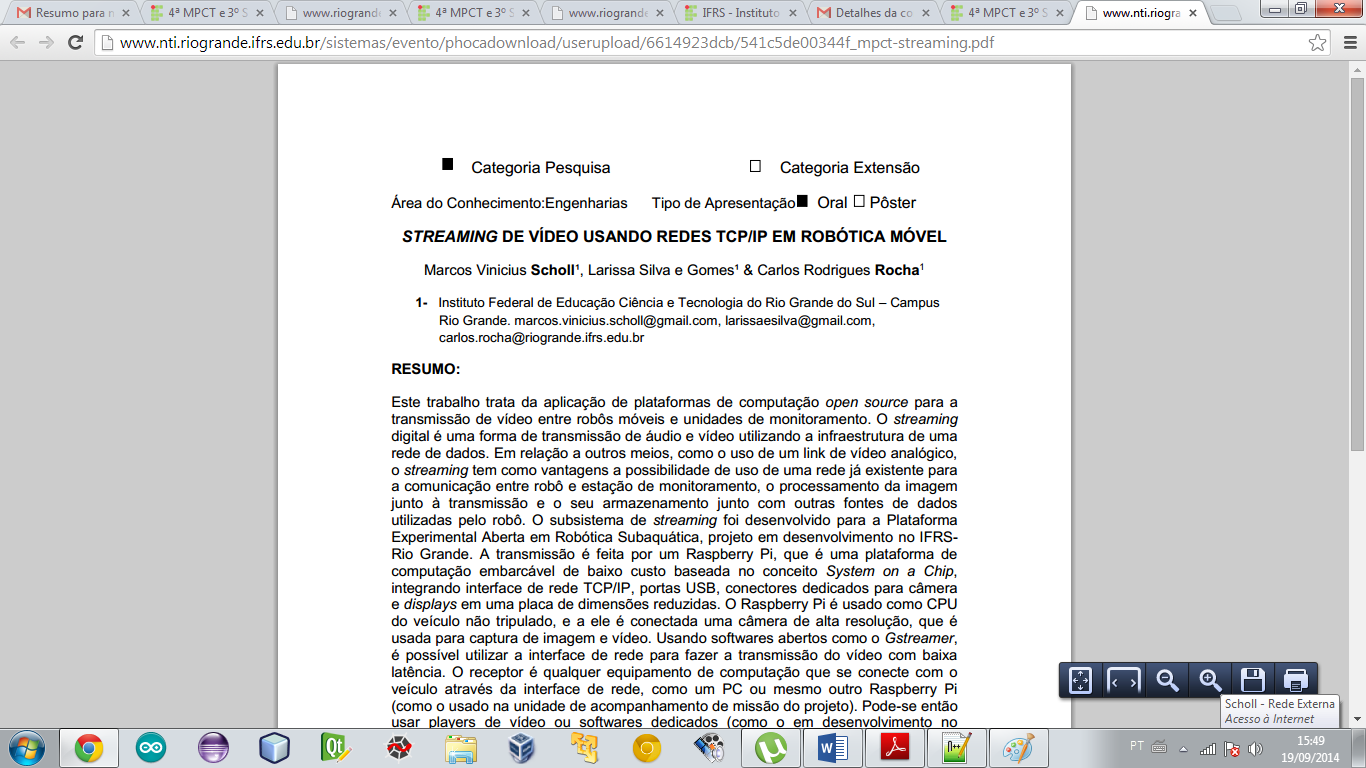 Resumo para n
4ª MPCT e 3º S
www.riogrande
4ª MPCT e 3º S
www.riogrande
IFRS - Instituto
Detalhes da co
4ª MPCT e 3º S
www.nti.riogra
www.nti.riogrande.ifrs.edu.br/sistemas/evento/phocadownload/userupload/6614923dcb/541c5de00344f_mpct-streaming.pdf
Categoria Pesquisa Categoria Extensão
Área do Conhecimento:Engenharias Tipo de Apresentação Oral Pôster
STREAMING DE VÍDEO USANDO REDES TCP/IP EM ROBÓTICA MÓVEL
Marcos Vinicius Scholl¹, Larissa Silva e Gomes¹ & Carlos Rodrigues Rocha¹
1- Instituto Federal de Educação Ciência e Tecnologia do Rio Grande do Sul – Campus
Rio Grande. marcos.vinicius.scholl@gmail.com, larissaesilva@gmail.com,
carlos.rocha@riogrande.ifrs.edu.br
RESUMO:
Este trabalho trata da aplicação de plataformas de computação open source para a
transmissão de vídeo entre robôs móveis e unidades de monitoramento. O streaming
digital é uma forma de transmissão de áudio e vídeo utilizando a infraestrutura de uma
rede de dados. Em relação a outros meios, como o uso de um link de vídeo analógico,
o streaming tem como vantagens a possibilidade de uso de uma rede já existente para
a comunicação entre robô e estação de monitoramento, o processamento da imagem
junto à transmissão e o seu armazenamento junto com outras fontes de dados
utilizadas pelo robô. O subsistema de streaming foi desenvolvido para a Plataforma
Experimental Aberta em Robótica Subaquática, projeto em desenvolvimento no IFRS-
Rio Grande. A transmissão é feita por um Raspberry Pi, que é uma plataforma de
computação embarcável de baixo custo baseada no conceito System on a Chip,
integrando interface de rede TCP/IP, portas USB, conectores dedicados para câmera
e displays em uma placa de dimensões reduzidas. O Raspberry Pi é usado como CPU
do veículo não tripulado, e a ele é conectada uma câmera de alta resolução, que é
usada para captura de imagem e vídeo. Usando softwares abertos como o Gstreamer,
é possível utilizar a interface de rede para fazer a transmissão do vídeo com baixa
latência. O receptor é qualquer equipamento de computação que se conecte com o
veículo através da interface de rede, como um PC ou mesmo outro Raspberry Pi
(como o usado na unidade de acompanhamento de missão do projeto). Pode-se então
usar players de vídeo ou softwares dedicados (como o em desenvolvimento no
Scholl - Rede Externa
Acesso à Internet
PT
15:49
19/09/2014